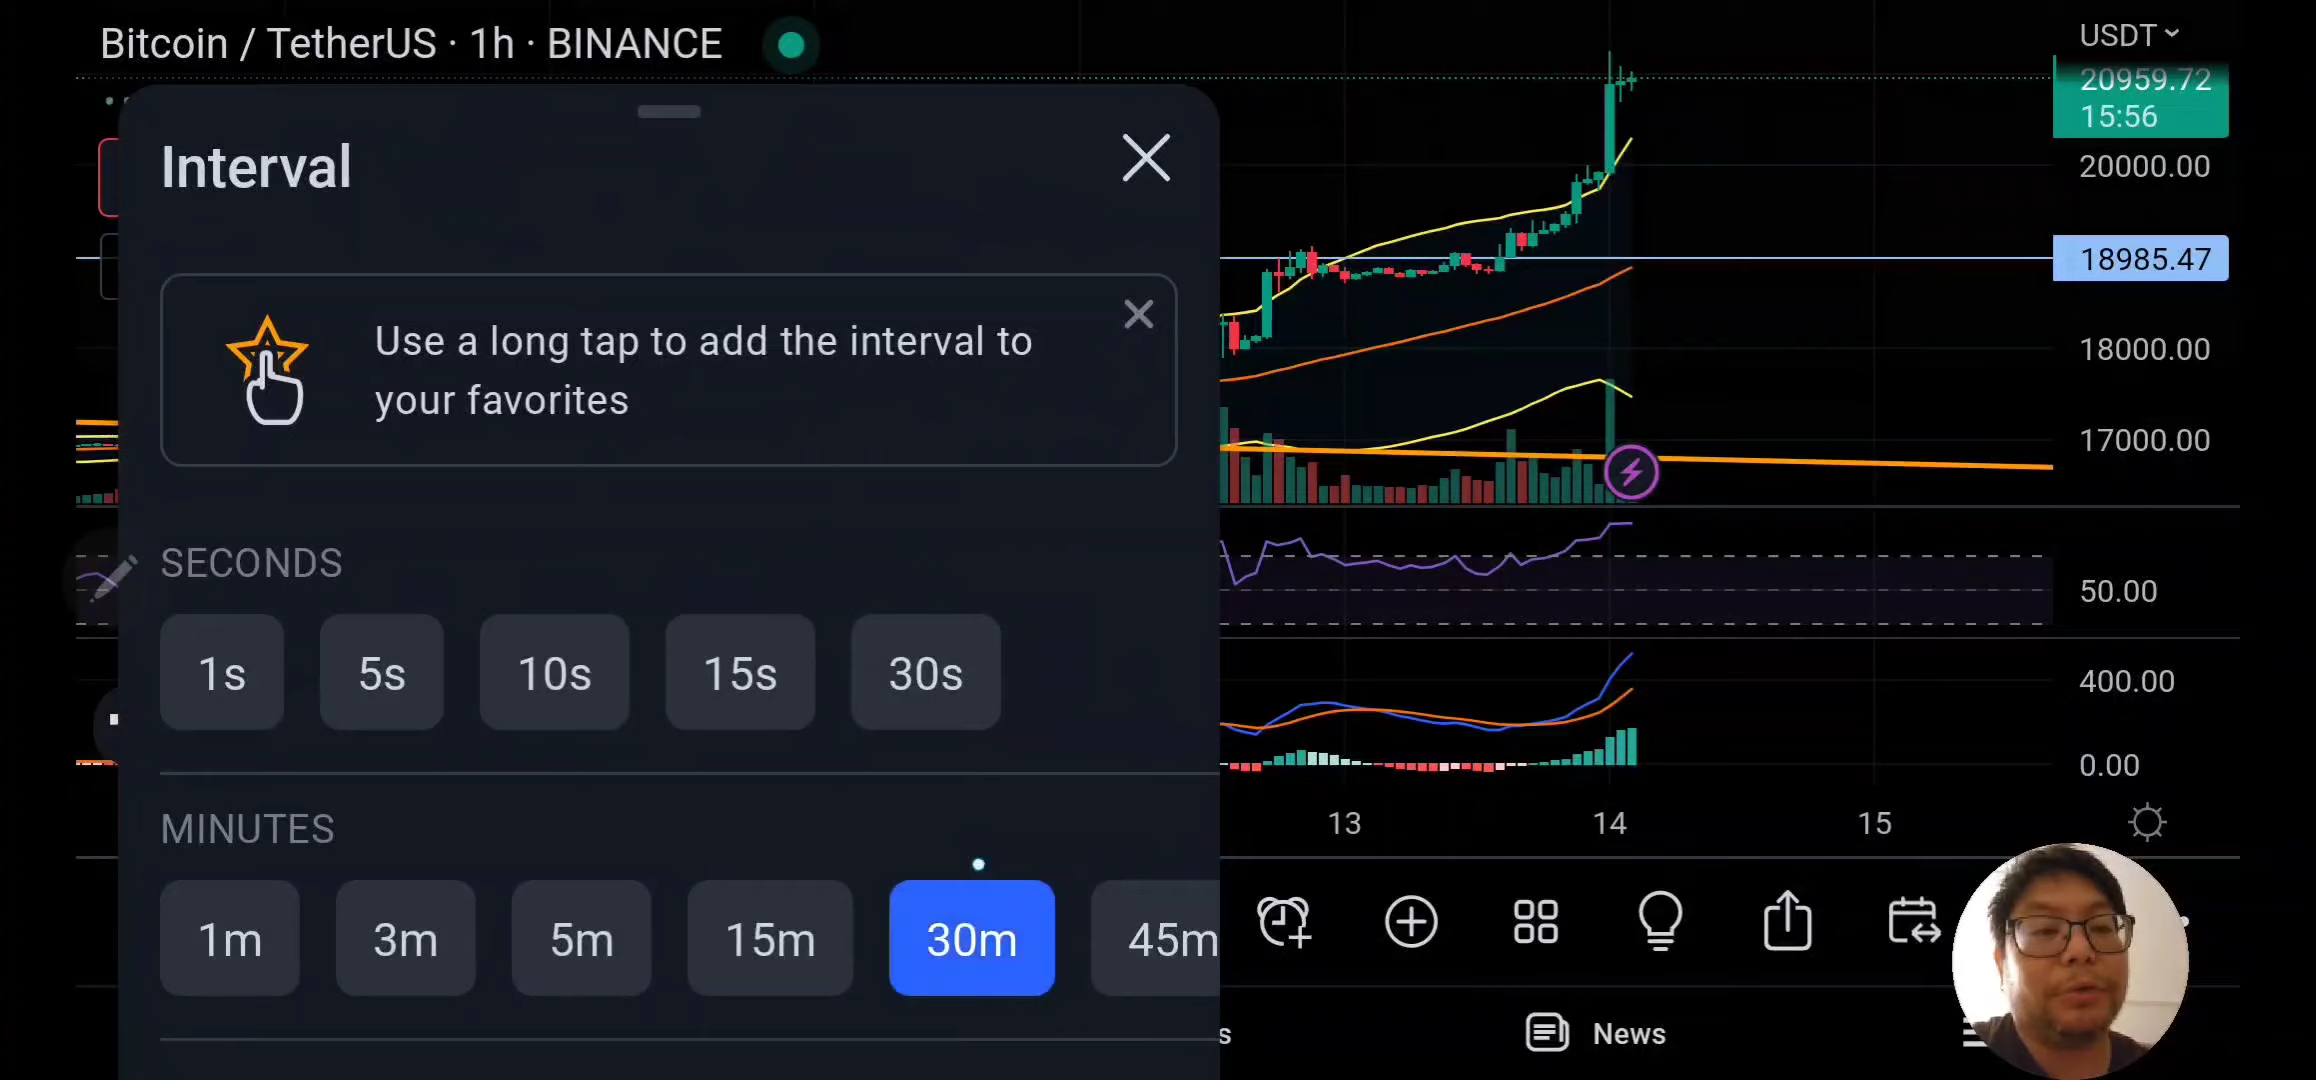 Bitcoin / TetherUS · 1h · BINANCE
USDT
20959.72
15:56
20000.00
18985.47
18000.00
17000.00
50.00
400.00
0.00
13
14
15
Interval
Use a long tap to add the interval to
your favorites
SECONDS
1s
5s
10s
15s
30s
MINUTES
1m
3m
5m
15m
30m
45m
s
News